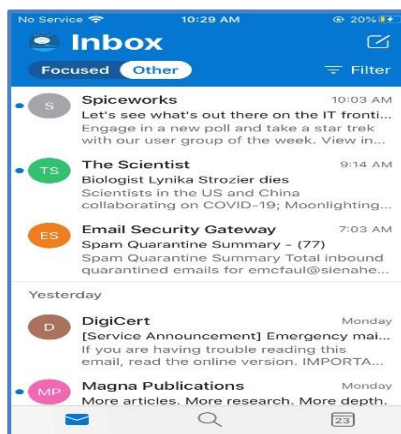 No Service 10:29 AM 20%
Inbox
Focused Other Filter
S Spiceworks 10:03 AM
Let's see what's out there on the IT fronti...
Engage in a new poll and take a star trek
with our user group of the week. View in...
TS The Scientist 9:14 AM
Biologist Lynika Strozier dies
Scientists in the US and China
collaborating on COVID-19; Moonlighting...
ES Email Security Gateway 7:03 AM
Spam Quarantine Summary - (77)
Spam Quarantine Summary Total inbound
quarantined emails for emcfaul@sienahe...
Yesterday
D DigiCert Monday
[Service Announcement] Emergency mai...
If you are having trouble reading this
email, read the online version. IMPORTA...
MP Magna Publications Monday
More articles. More research. More depth.
23